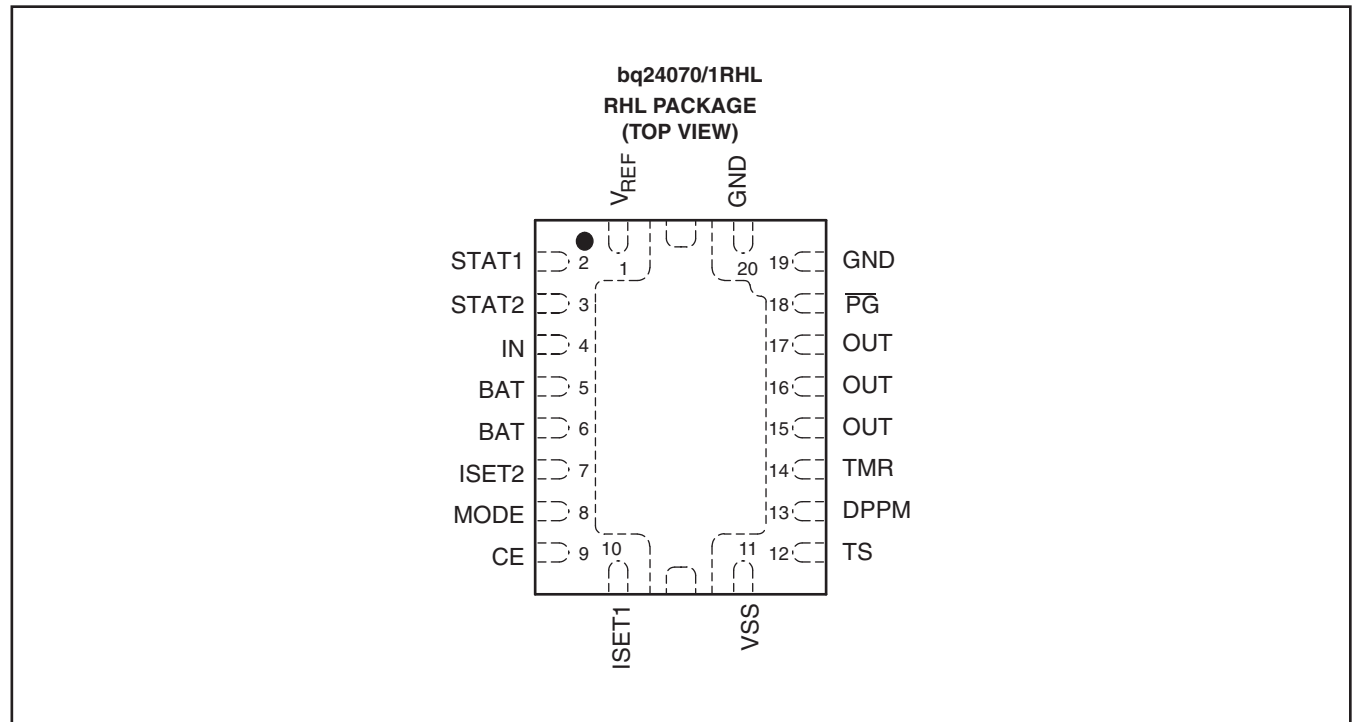 bq24070/1RHL
RHL PACKAGE
(TOP VIEW)
VREF
GND
STAT1 2 1 20 19 GND
STAT2 3 18 P̅G̅
IN 4 17 OUT
BAT 5 16 OUT
BAT 6 15 OUT
ISET2 7 14 TMR
MODE 8 13 DPPM
CE 9 10 11 12 TS
ISET1
VSS